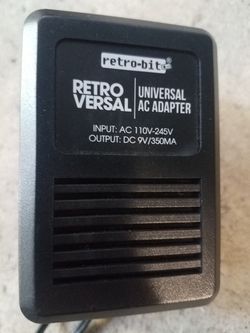 retro-bit®
RETRO VERSAL
UNIVERSAL AC ADAPTER
INPUT: AC 110V-245V
OUTPUT: DC 9V/350MA